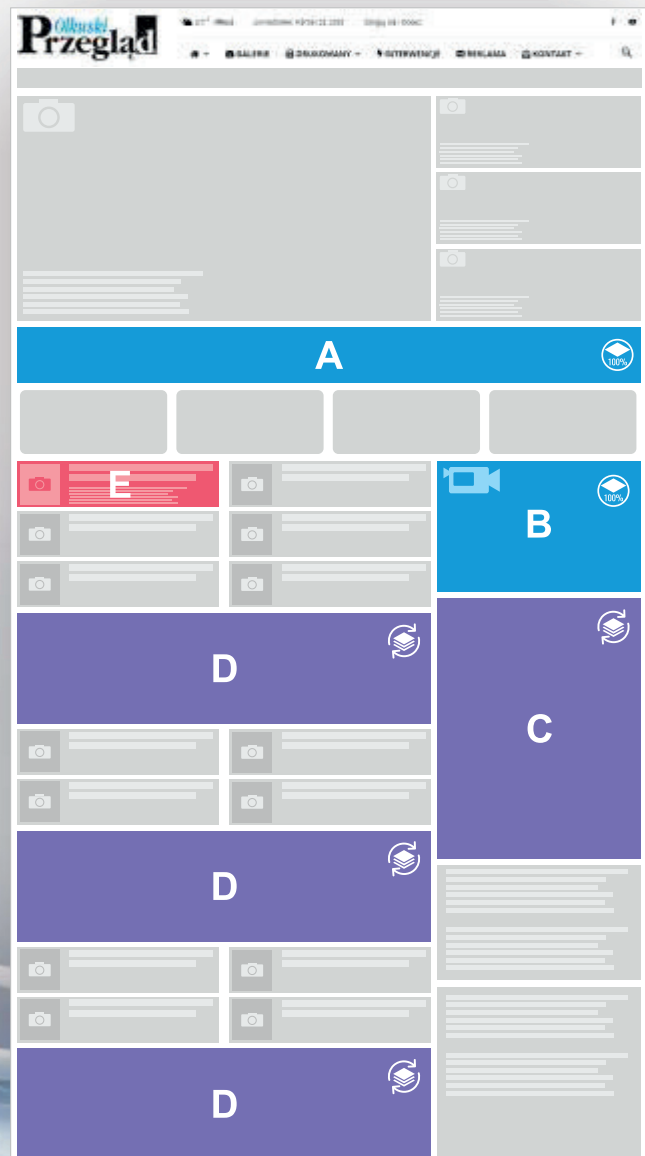 Olkuski
Przegląd
GALERIE DRUKOWANY INTERWENCJE REKLAMA KONTAKT
A
100%
E
B
100%
D
C
D
D